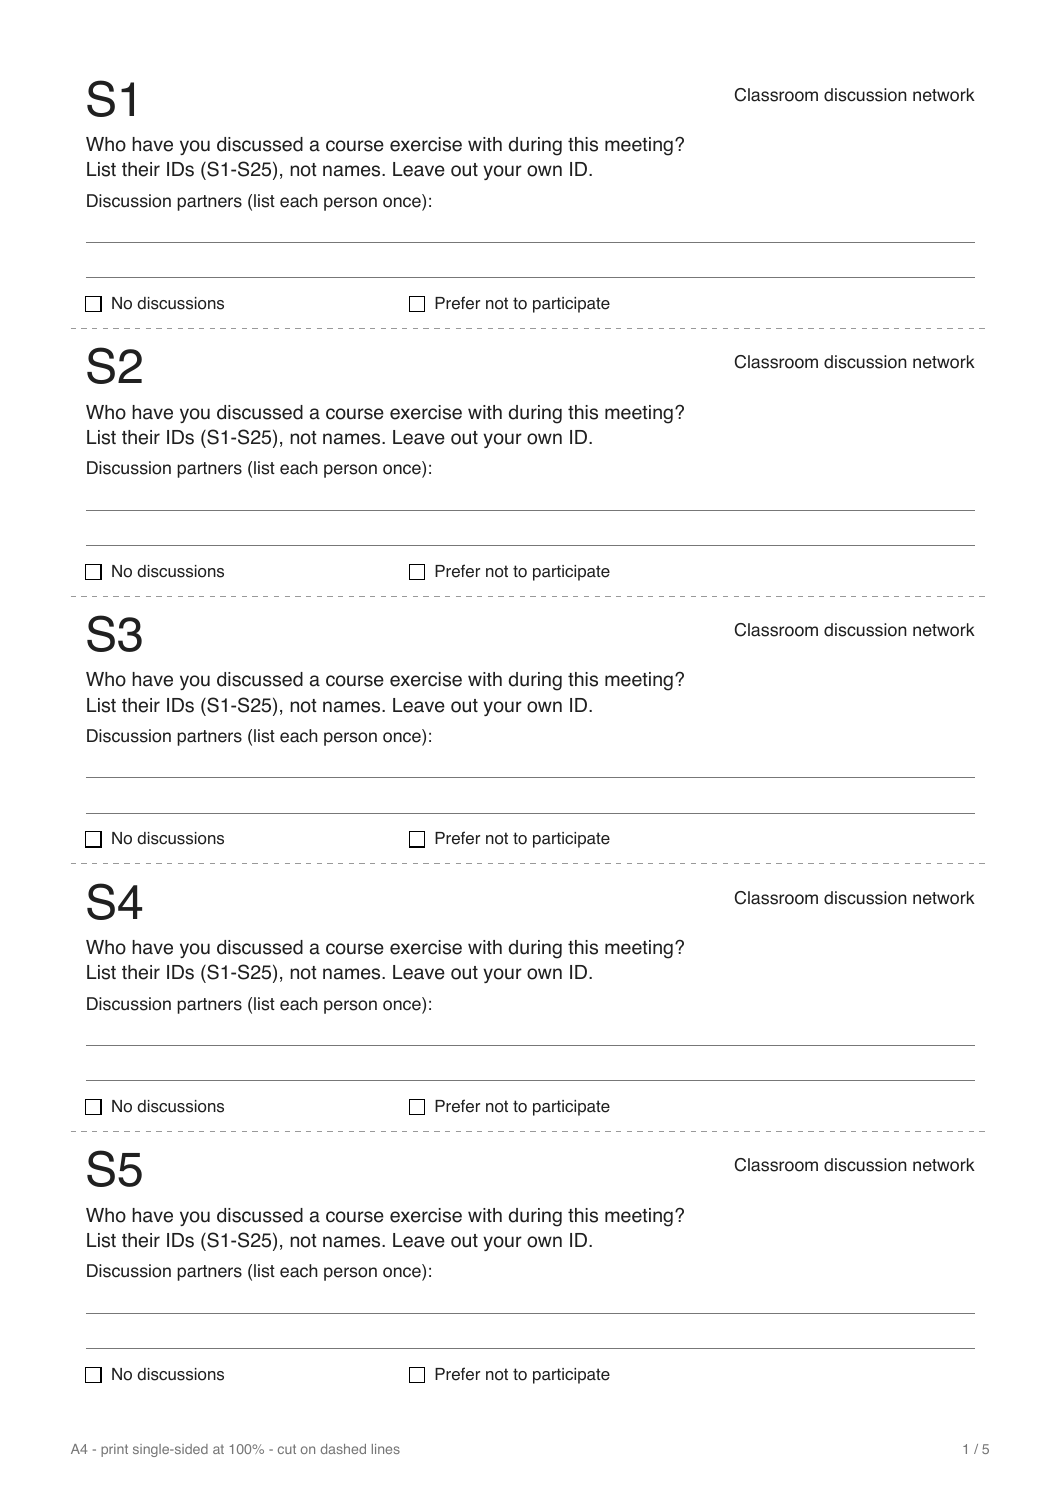 S1
Classroom discussion network
Who have you discussed a course exercise with during this meeting?
List their IDs (S1-S25), not names. Leave out your own ID.
Discussion partners (list each person once):
No discussions
Prefer not to participate
S2
Classroom discussion network
Who have you discussed a course exercise with during this meeting?
List their IDs (S1-S25), not names. Leave out your own ID.
Discussion partners (list each person once):
No discussions
Prefer not to participate
S3
Classroom discussion network
Who have you discussed a course exercise with during this meeting?
List their IDs (S1-S25), not names. Leave out your own ID.
Discussion partners (list each person once):
No discussions
Prefer not to participate
S4
Classroom discussion network
Who have you discussed a course exercise with during this meeting?
List their IDs (S1-S25), not names. Leave out your own ID.
Discussion partners (list each person once):
No discussions
Prefer not to participate
S5
Classroom discussion network
Who have you discussed a course exercise with during this meeting?
List their IDs (S1-S25), not names. Leave out your own ID.
Discussion partners (list each person once):
No discussions
Prefer not to participate
A4 - print single-sided at 100% - cut on dashed lines
1 / 5